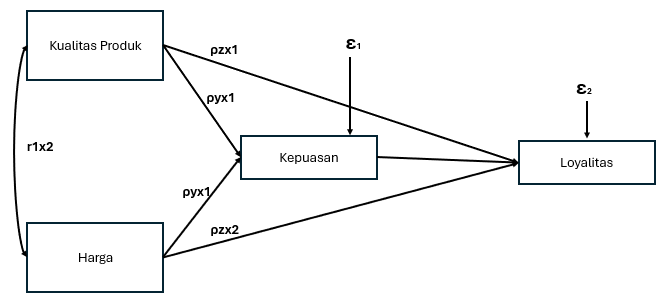 Kualitas Produk
ρzx1
ε1
ρyx1
ε2
r1x2
Kepuasan
Loyalitas
ρyx1
ρzx2
Harga